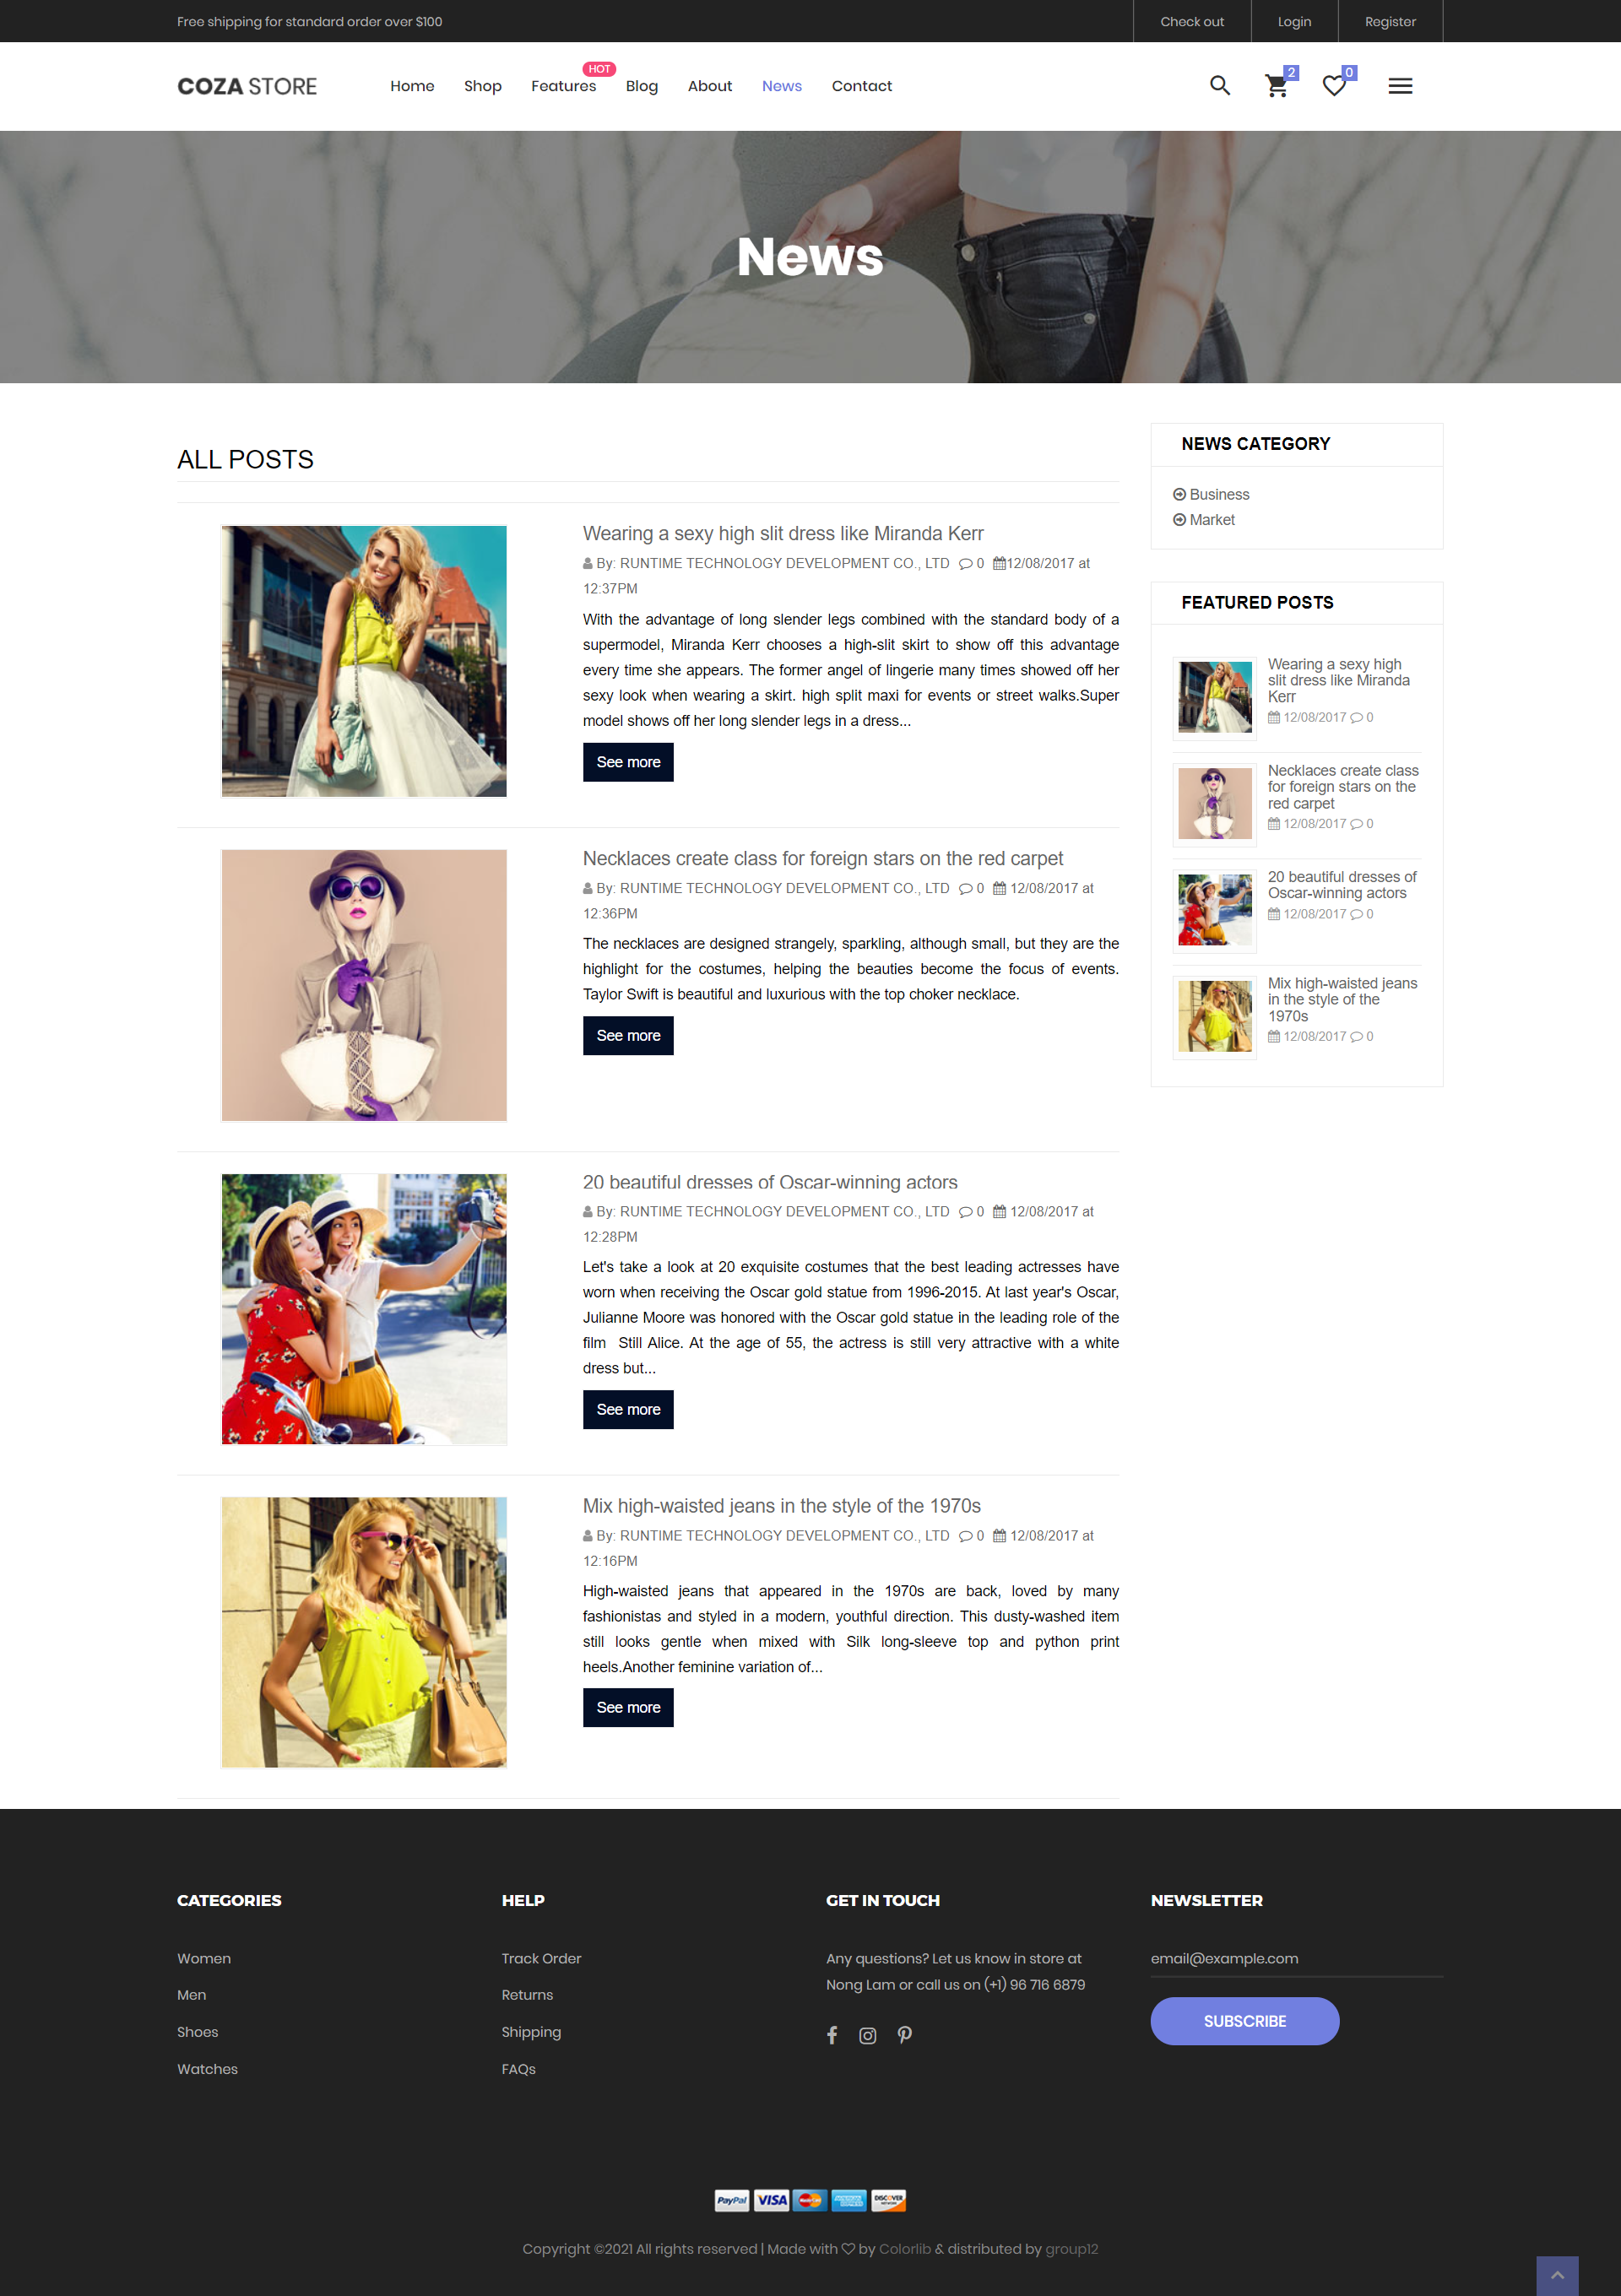 Free shipping for standard order over $100
Check out
Login
Register
COZA STORE
Home
Shop
Features
HOT
Blog
About
News
Contact
2
0
News
ALL POSTS
Wearing a sexy high slit dress like Miranda Kerr
By: RUNTIME TECHNOLOGY DEVELOPMENT CO., LTD 0 12/08/2017 at
12:37PM
With the advantage of long slender legs combined with the standard body of a
supermodel, Miranda Kerr chooses a high-slit skirt to show off this advantage
every time she appears. The former angel of lingerie many times showed off her
sexy look when wearing a skirt. high split maxi for events or street walks.Super
model shows off her long slender legs in a dress...
See more
Necklaces create class for foreign stars on the red carpet
By: RUNTIME TECHNOLOGY DEVELOPMENT CO., LTD 0 12/08/2017 at
12:36PM
The necklaces are designed strangely, sparkling, although small, but they are the
highlight for the costumes, helping the beauties become the focus of events.
Taylor Swift is beautiful and luxurious with the top choker necklace.
See more
20 beautiful dresses of Oscar-winning actors
By: RUNTIME TECHNOLOGY DEVELOPMENT CO., LTD 0 12/08/2017 at
12:28PM
Let's take a look at 20 exquisite costumes that the best leading actresses have
worn when receiving the Oscar gold statue from 1996-2015. At last year's Oscar,
Julianne Moore was honored with the Oscar gold statue in the leading role of the
film Still Alice. At the age of 55, the actress is still very attractive with a white
dress but...
See more
Mix high-waisted jeans in the style of the 1970s
By: RUNTIME TECHNOLOGY DEVELOPMENT CO., LTD 0 12/08/2017 at
12:16PM
High-waisted jeans that appeared in the 1970s are back, loved by many
fashionistas and styled in a modern, youthful direction. This dusty-washed item
still looks gentle when mixed with Silk long-sleeve top and python print
heels.Another feminine variation of...
See more
NEWS CATEGORY
Business
Market
FEATURED POSTS
Wearing a sexy high
slit dress like Miranda
Kerr
12/08/2017 0
Necklaces create class
for foreign stars on the
red carpet
12/08/2017 0
20 beautiful dresses of
Oscar-winning actors
12/08/2017 0
Mix high-waisted jeans
in the style of the
1970s
12/08/2017 0
CATEGORIES
Women
Men
Shoes
Watches
HELP
Track Order
Returns
Shipping
FAQs
GET IN TOUCH
Any questions? Let us know in store at
Nong Lam or call us on (+1) 96 716 6879
NEWSLETTER
email@example.com
SUBSCRIBE
PayPal
VISA
MasterCard
AMERICAN EXPRESS
DISCOVER
Copyright ©2021 All rights reserved | Made with by Colorlib & distributed by group12